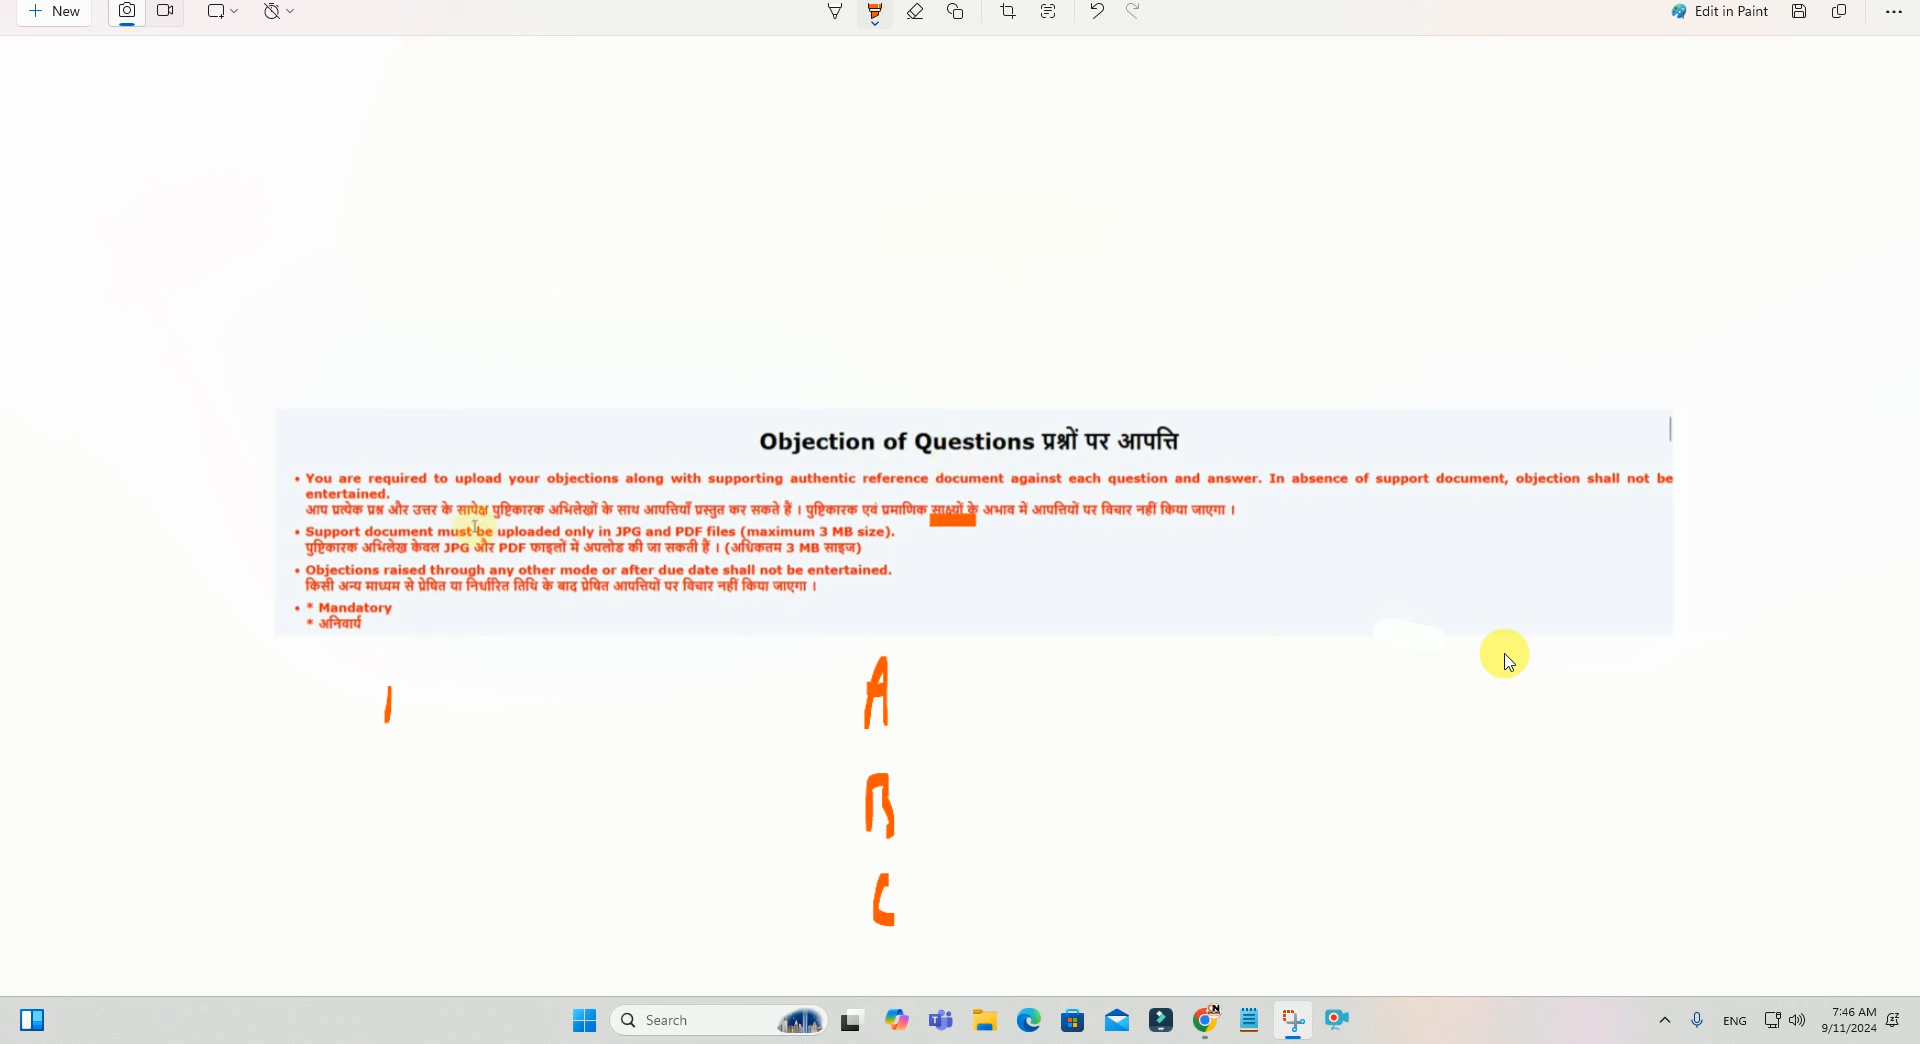 New
Edit in Paint
Objection of Questions प्रश्नों पर आपत्ति
• You are required to upload your objections along with supporting authentic reference document against each question and answer. In absence of support document, objection shall not be
entertained.
आप प्रत्येक प्रश्न और उत्तर के सापेक्ष पुष्टिकारक अभिलेखों के साथ आपत्तियाँ प्रस्तुत कर सकते हैं । पुष्टिकारक एवं प्रमाणिक साक्ष्यों के अभाव में आपत्तियों पर विचार नहीं किया जाएगा ।
• Support document must be uploaded only in JPG and PDF files (maximum 3 MB size).
पुष्टिकारक अभिलेख केवल JPG और PDF फाइलों में अपलोड की जा सकती हैं । (अधिकतम 3 MB साइज)
• Objections raised through any other mode or after due date shall not be entertained.
किसी अन्य माध्यम से प्रेषित या निर्धारित तिथि के बाद प्रेषित आपत्तियों पर विचार नहीं किया जाएगा ।
• * Mandatory
* अनिवार्य
1
A
B
C
Search
ENG
7:46 AM
9/11/2024